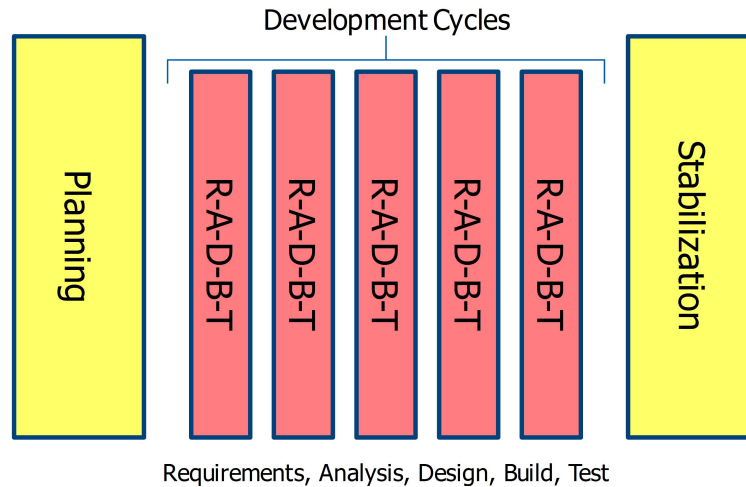 Development Cycles
Planning
R-A-D-B-T
R-A-D-B-T
R-A-D-B-T
R-A-D-B-T
R-A-D-B-T
Stabilization
Requirements, Analysis, Design, Build, Test